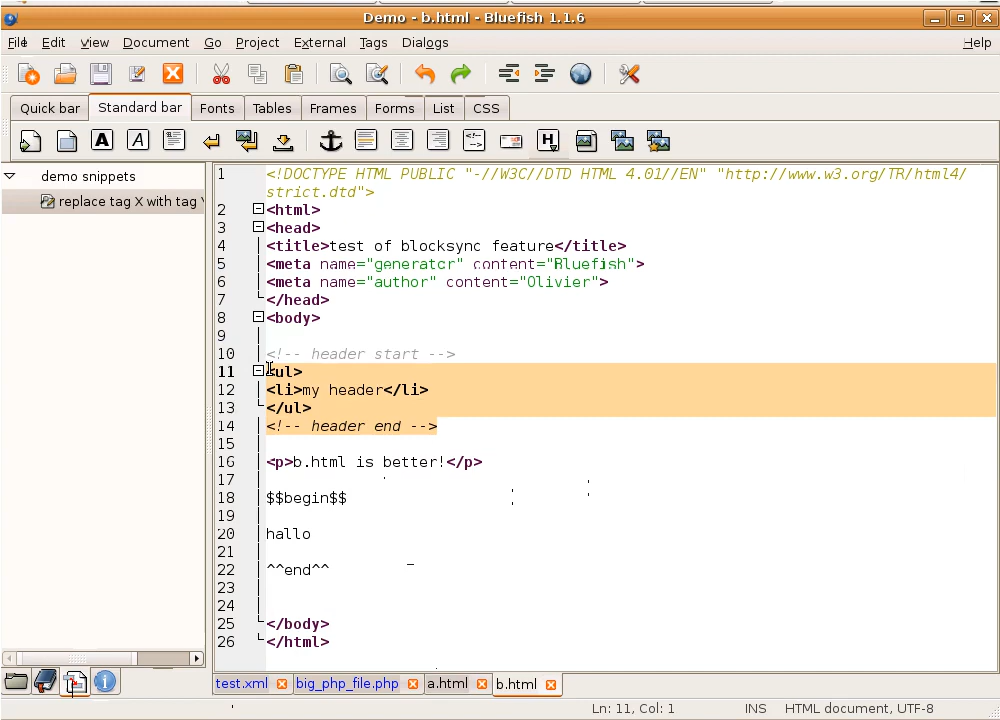 Demo - b.html - Bluefish 1.1.6
File Edit View Document Go Project External Tags Dialogs Help
Quick bar Standard bar Fonts Tables Frames Forms List CSS
demo snippets
replace tag X with tag Y
1 <!DOCTYPE HTML PUBLIC "-//W3C//DTD HTML 4.01//EN" "http://www.w3.org/TR/html4/
strict.dtd">
2 <html>
3 <head>
4 <title>test of blocksync feature</title>
5 <meta name="generator" content="Bluefish">
6 <meta name="author" content="Olivier">
7 </head>
8 <body>
9
10 <!-- header start -->
11 <ul>
12 <li>my header</li>
13 </ul>
14 <!-- header end -->
15
16 <p>b.html is better!</p>
17
18 $$begin$$
19
20 hallo
21
22 ^^end^^
23
24
25 </body>
26 </html>
test.xml big_php_file.php a.html b.html
Ln: 11, Col: 1 INS HTML document, UTF-8